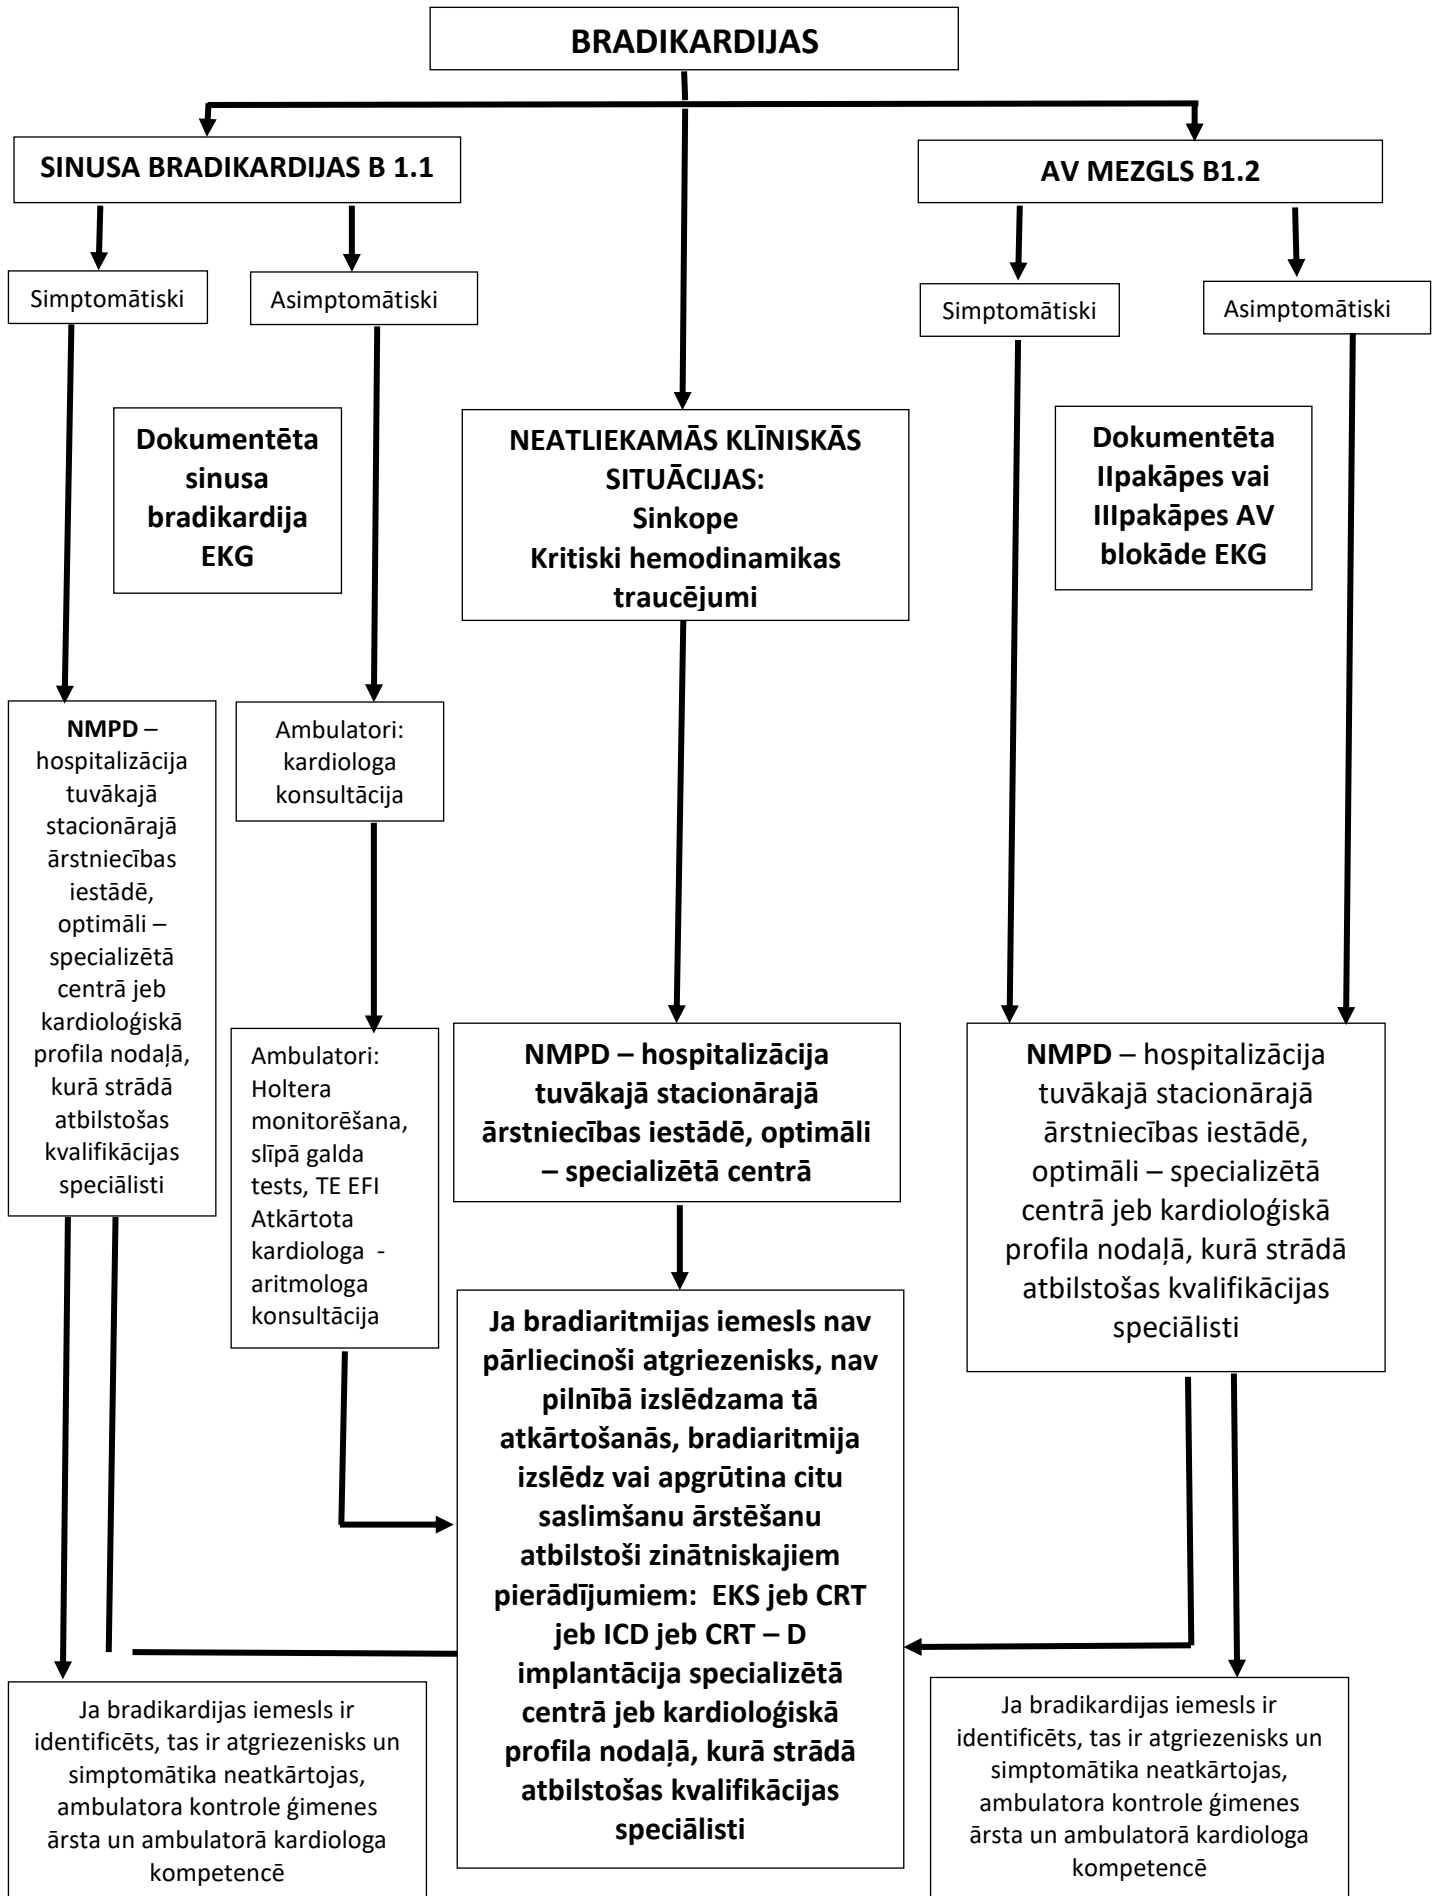 BRADIKARDIJAS
SINUSA BRADIKARDIJAS B 1.1
AV MEZGLS B1.2
Simptomātiski
Asimptomātiski
Simptomātiski
Asimptomātiski
Dokumentēta
sinusa
bradikardija
EKG
NEATLIEKAMĀS KLĪNISKĀS
SITUĀCIJAS:
Sinkope
Kritiski hemodinamikas
traucējumi
Dokumentēta
IIpakāpes vai
IIIpakāpes AV
blokāde EKG
NMPD –
hospitalizācija
tuvākajā
stacionārajā
ārstniecības
iestādē,
optimāli –
specializētā
centrā jeb
kardioloģiskā
profila nodaļā,
kurā strādā
atbilstošas
kvalifikācijas
speciālisti
Ambulatori:
kardiologa
konsultācija
Ambulatori:
Holtera
monitorēšana,
slīpā galda
tests, TE EFI
Atkārtota
kardiologa  -
aritmologa
konsultācija
NMPD – hospitalizācija
tuvākajā stacionārajā
ārstniecības iestādē, optimāli
– specializētā centrā
NMPD – hospitalizācija
tuvākajā stacionārajā
ārstniecības iestādē,
optimāli – specializētā
centrā jeb kardioloģiskā
profila nodaļā, kurā strādā
atbilstošas kvalifikācijas
speciālisti
Ja bradiaritmijas iemesls nav
pārliecinoši atgriezenisks, nav
pilnībā izslēdzama tā
atkārtošanās, bradiaritmija
izslēdz vai apgrūtina citu
saslimšanu ārstēšanu
atbilstoši zinātniskajiem
pierādījumiem:  EKS jeb CRT
jeb ICD jeb CRT – D
implantācija specializētā
centrā jeb kardioloģiskā
profila nodaļā, kurā strādā
atbilstošas kvalifikācijas
speciālisti
Ja bradikardijas iemesls ir
identificēts, tas ir atgriezenisks un
simptomātika neatkārtojas,
ambulatora kontrole ģimenes
ārsta un ambulatorā kardiologa
kompetencē
Ja bradikardijas iemesls ir
identificēts, tas ir atgriezenisks un
simptomātika neatkārtojas,
ambulatora kontrole ģimenes
ārsta un ambulatorā kardiologa
kompetencē